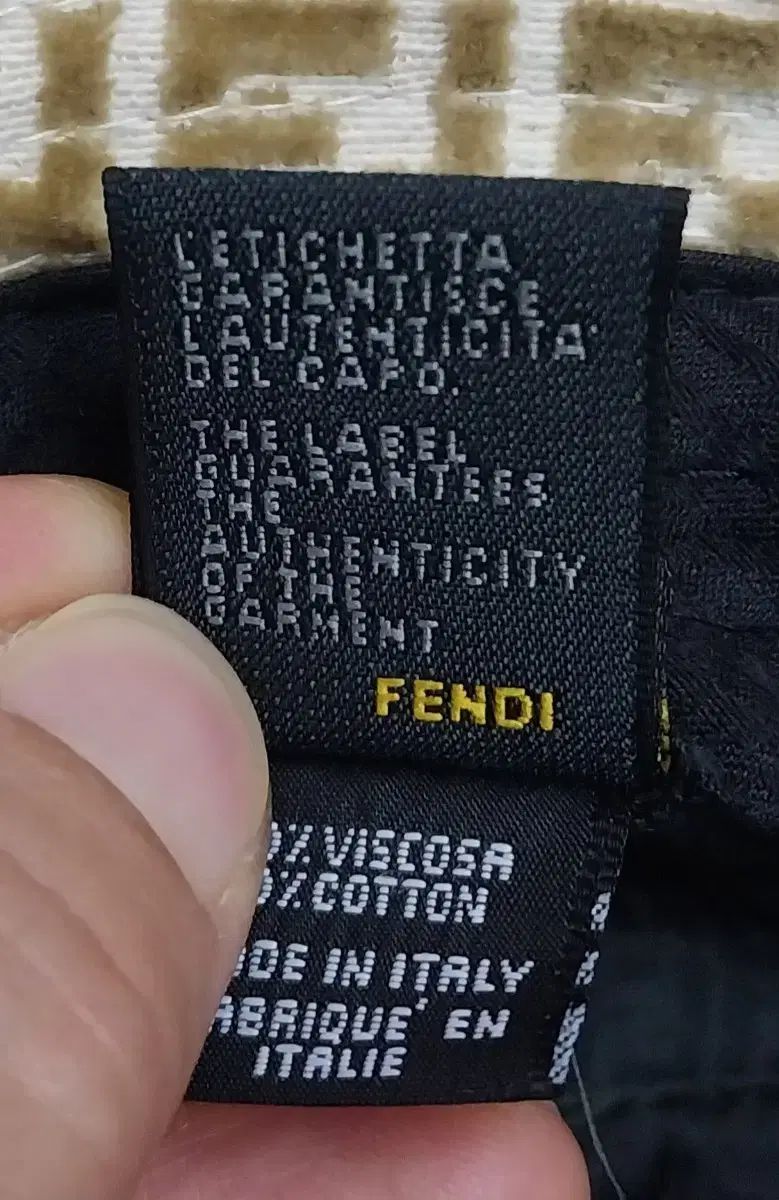 L'ETICHETTA
GARANTISCE
L'AUTENTICITA'
DEL CAPO.
THE LABEL
GUARANTEES
THE
AUTHENTICITY
OF THE
GARMENT
FENDI
% VISCOSA
% COTTON
IN ITALY
EN
ITALIE